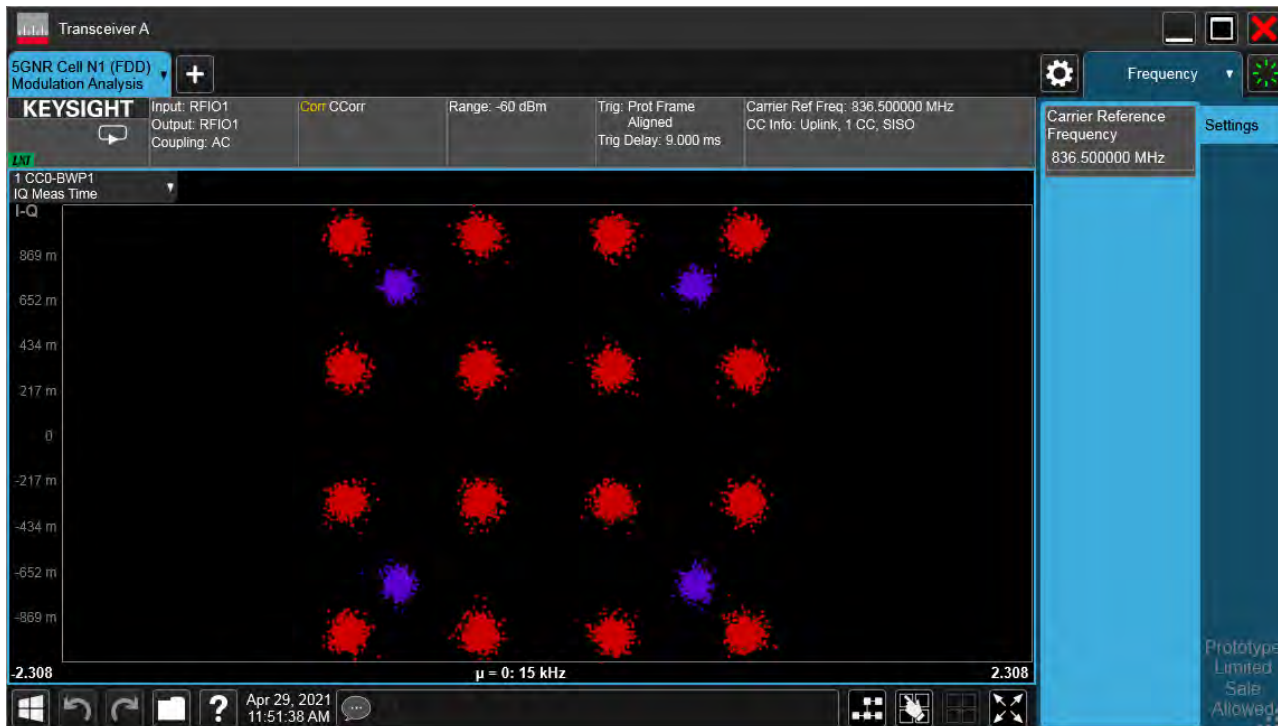 Transceiver A
5GNR Cell N1 (FDD)
Modulation Analysis
+
Frequency
KEYSIGHT
Input: RFIO1
Output: RFIO1
Coupling: AC
Corr CCorr
Range: -60 dBm
Trig: Prot Frame
Aligned
Trig Delay: 9.000 ms
Carrier Ref Freq: 836.500000 MHz
CC Info: Uplink, 1 CC, SISO
LXI
Carrier Reference
Frequency
836.500000 MHz
Settings
1 CC0-BWP1
IQ Meas Time
I-Q
869 m
652 m
434 m
217 m
0
-217 m
-434 m
-652 m
-869 m
-2.308
µ = 0: 15 kHz
2.308
Prototype
Limited
Sale
Allowed
?
Apr 29, 2021
11:51:38 AM